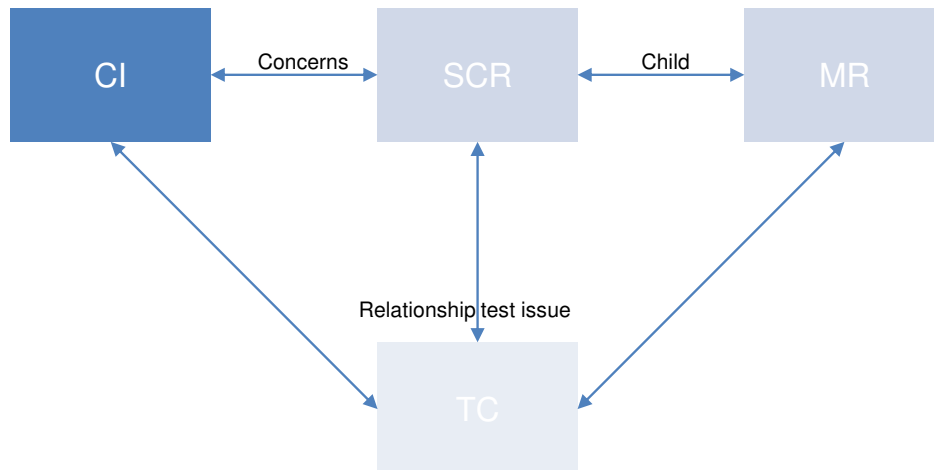 CI
Concerns
SCR
Child
MR
Relationship test issue
TC